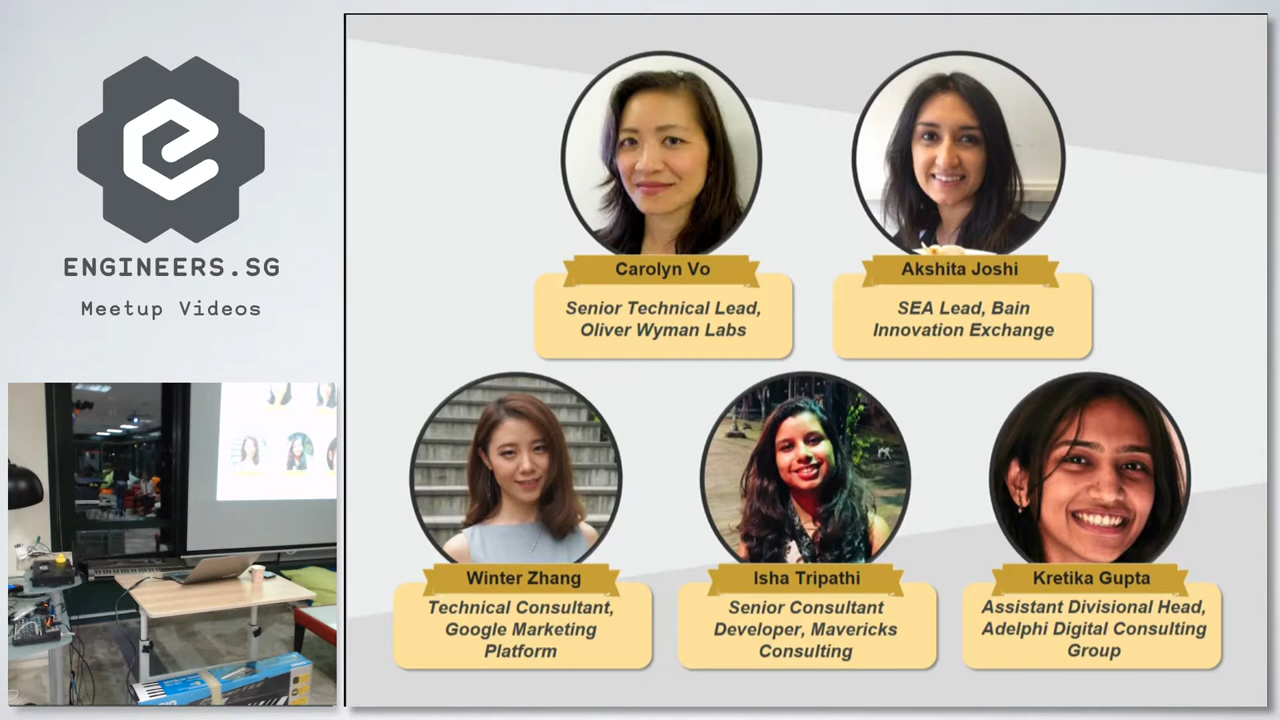 ENGINEERS.SG
Meetup Videos
Carolyn Vo
Senior Technical Lead,
Oliver Wyman Labs
Akshita Joshi
SEA Lead, Bain
Innovation Exchange
Winter Zhang
Technical Consultant,
Google Marketing
Platform
Isha Tripathi
Senior Consultant
Developer, Mavericks
Consulting
Kretika Gupta
Assistant Divisional Head,
Adelphi Digital Consulting
Group